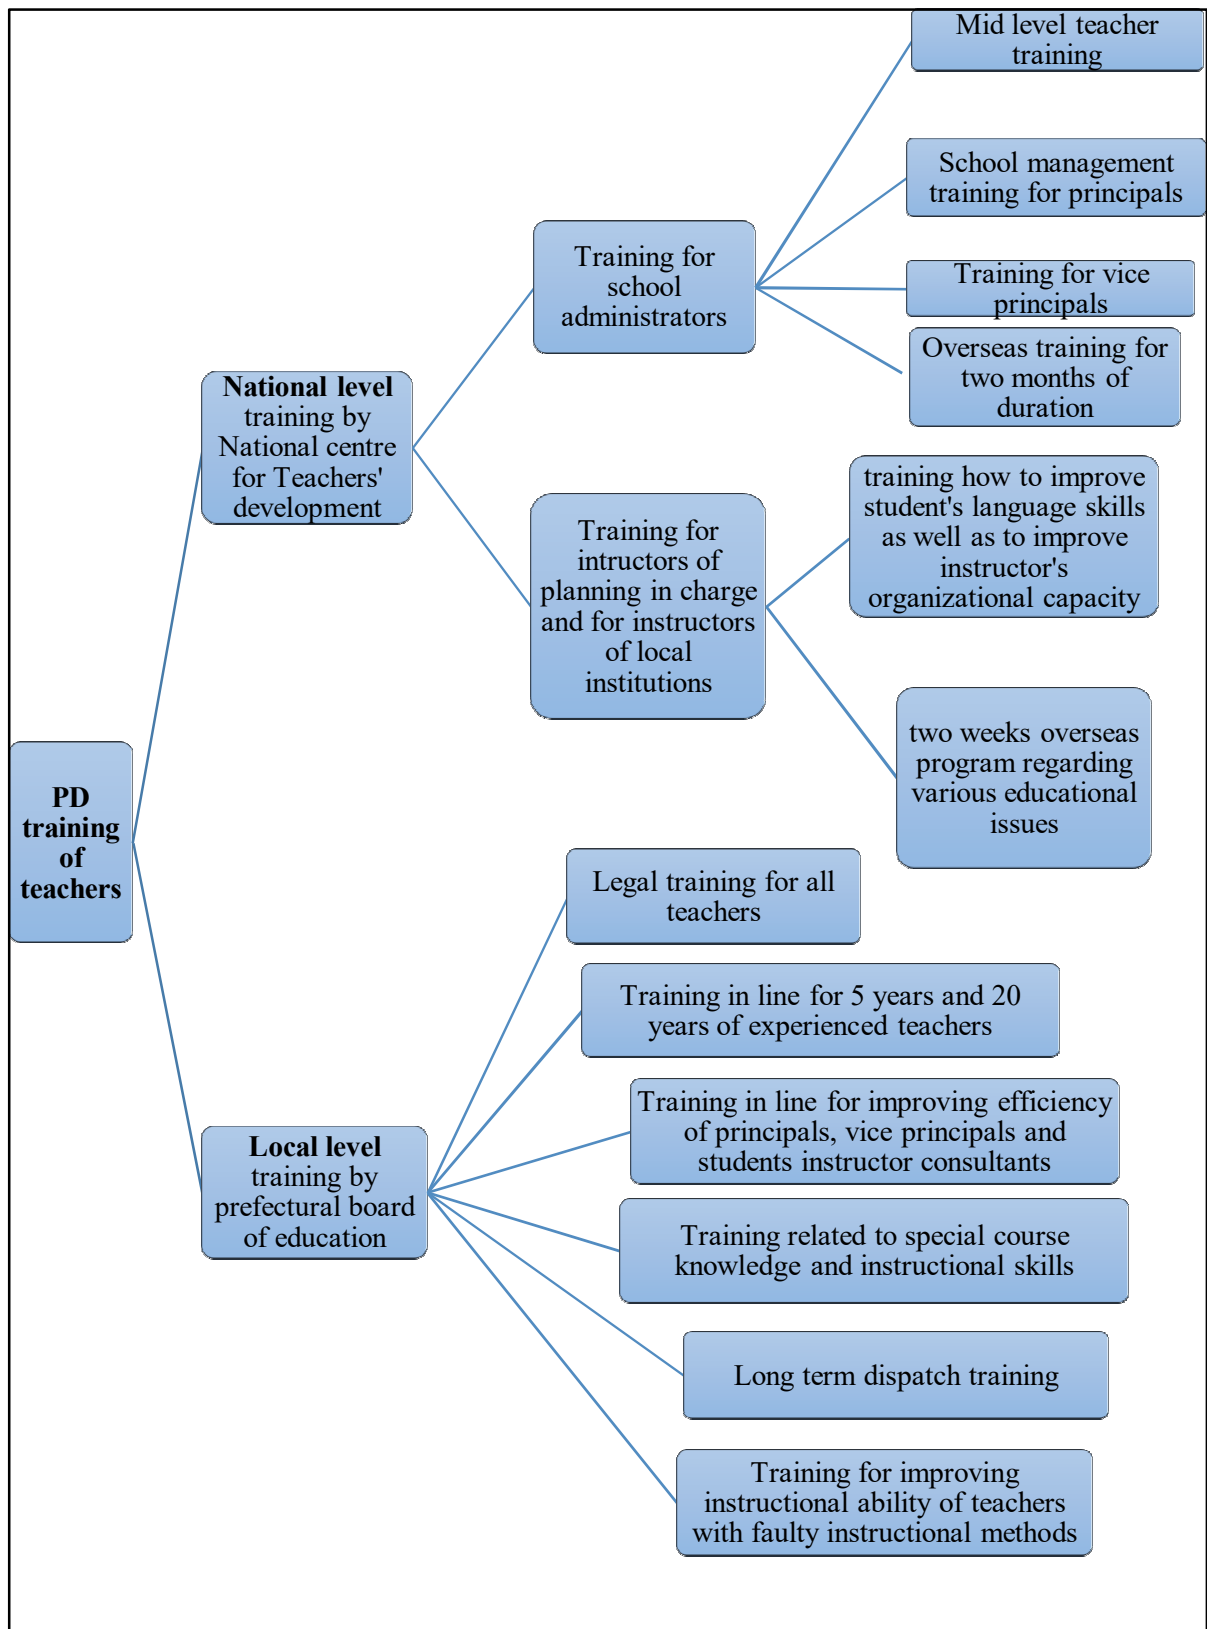 Mid level teacher
training
School management
training for principals
Training for
school
administrators
Training for vice
principals
Overseas training for
two months of
duration
National level
training by
National centre
for Teachers'
development
training how to improve
student's language skills
as well as to improve
instructor's
organizational capacity
Training for
intructors of
planning in charge
and for instructors
of local
institutions
two weeks overseas
program regarding
various educational
issues
PD
training
of
teachers
Legal training for all
teachers
Training in line for 5 years and 20
years of experienced teachers
Training in line for improving efficiency
of principals, vice principals and
students instructor consultants
Local level
training by
prefectural board
of education
Training related to special course
knowledge and instructional skills
Long term dispatch training
Training for improving
instructional ability of teachers
with faulty instructional methods